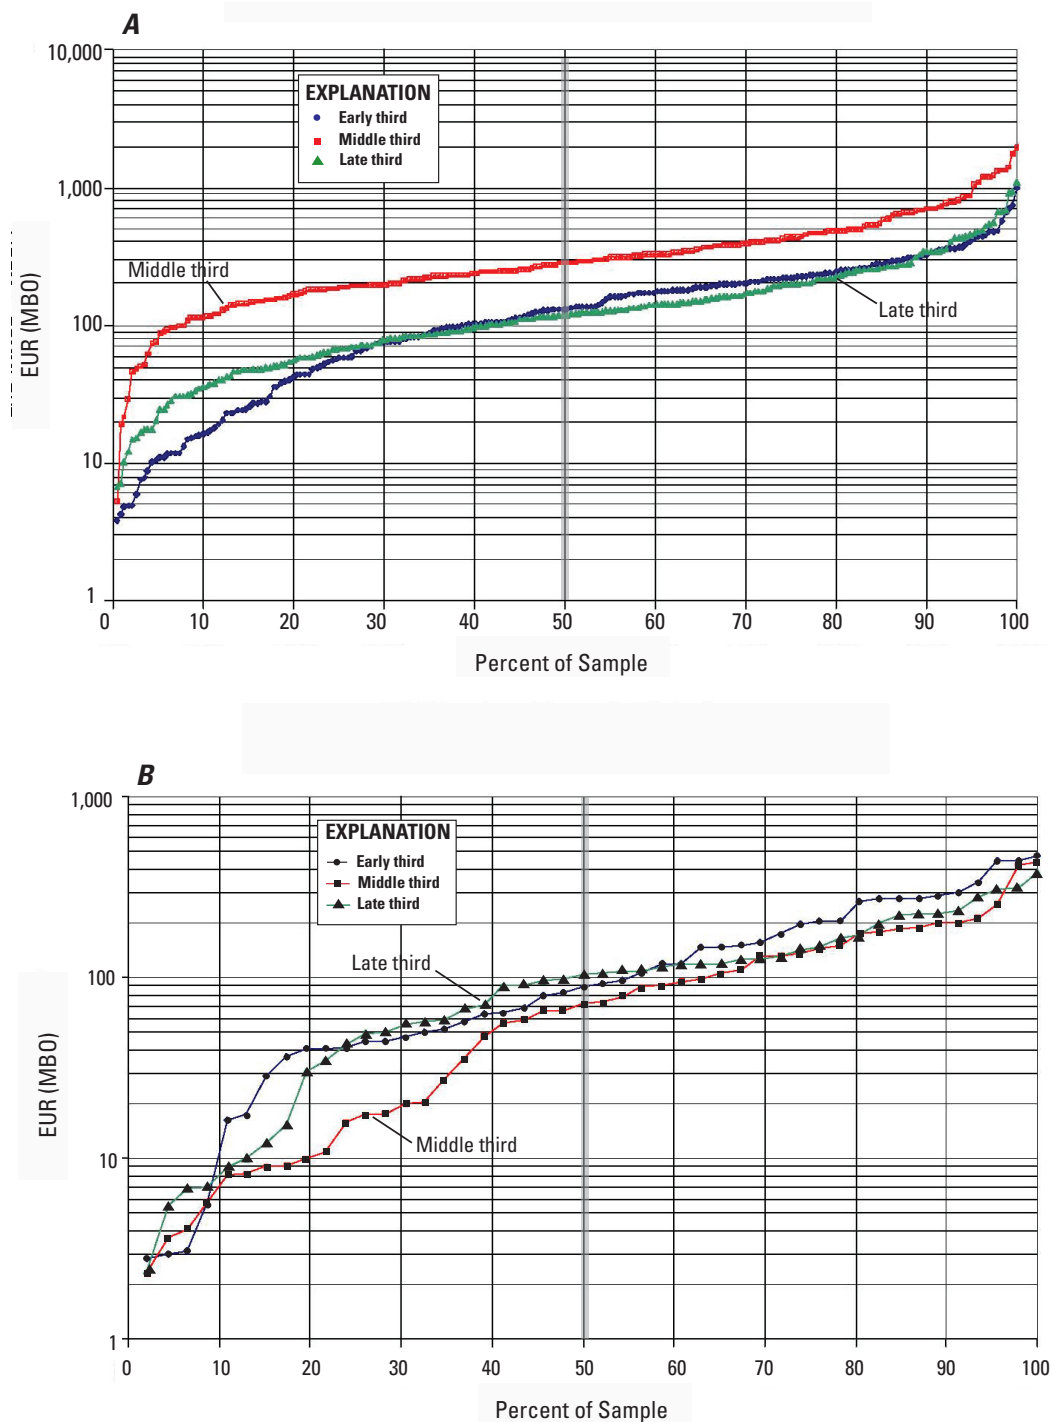 A
10,000
1,000
100
10
1
EUR (MBO)
EXPLANATION
Early third
Middle third
Late third
Middle third
Late third
0 10 20 30 40 50 60 70 80 90 100
Percent of Sample
B
1,000
100
10
1
EUR (MBO)
EXPLANATION
Early third
Middle third
Late third
Late third
Middle third
0 10 20 30 40 50 60 70 80 90 100
Percent of Sample